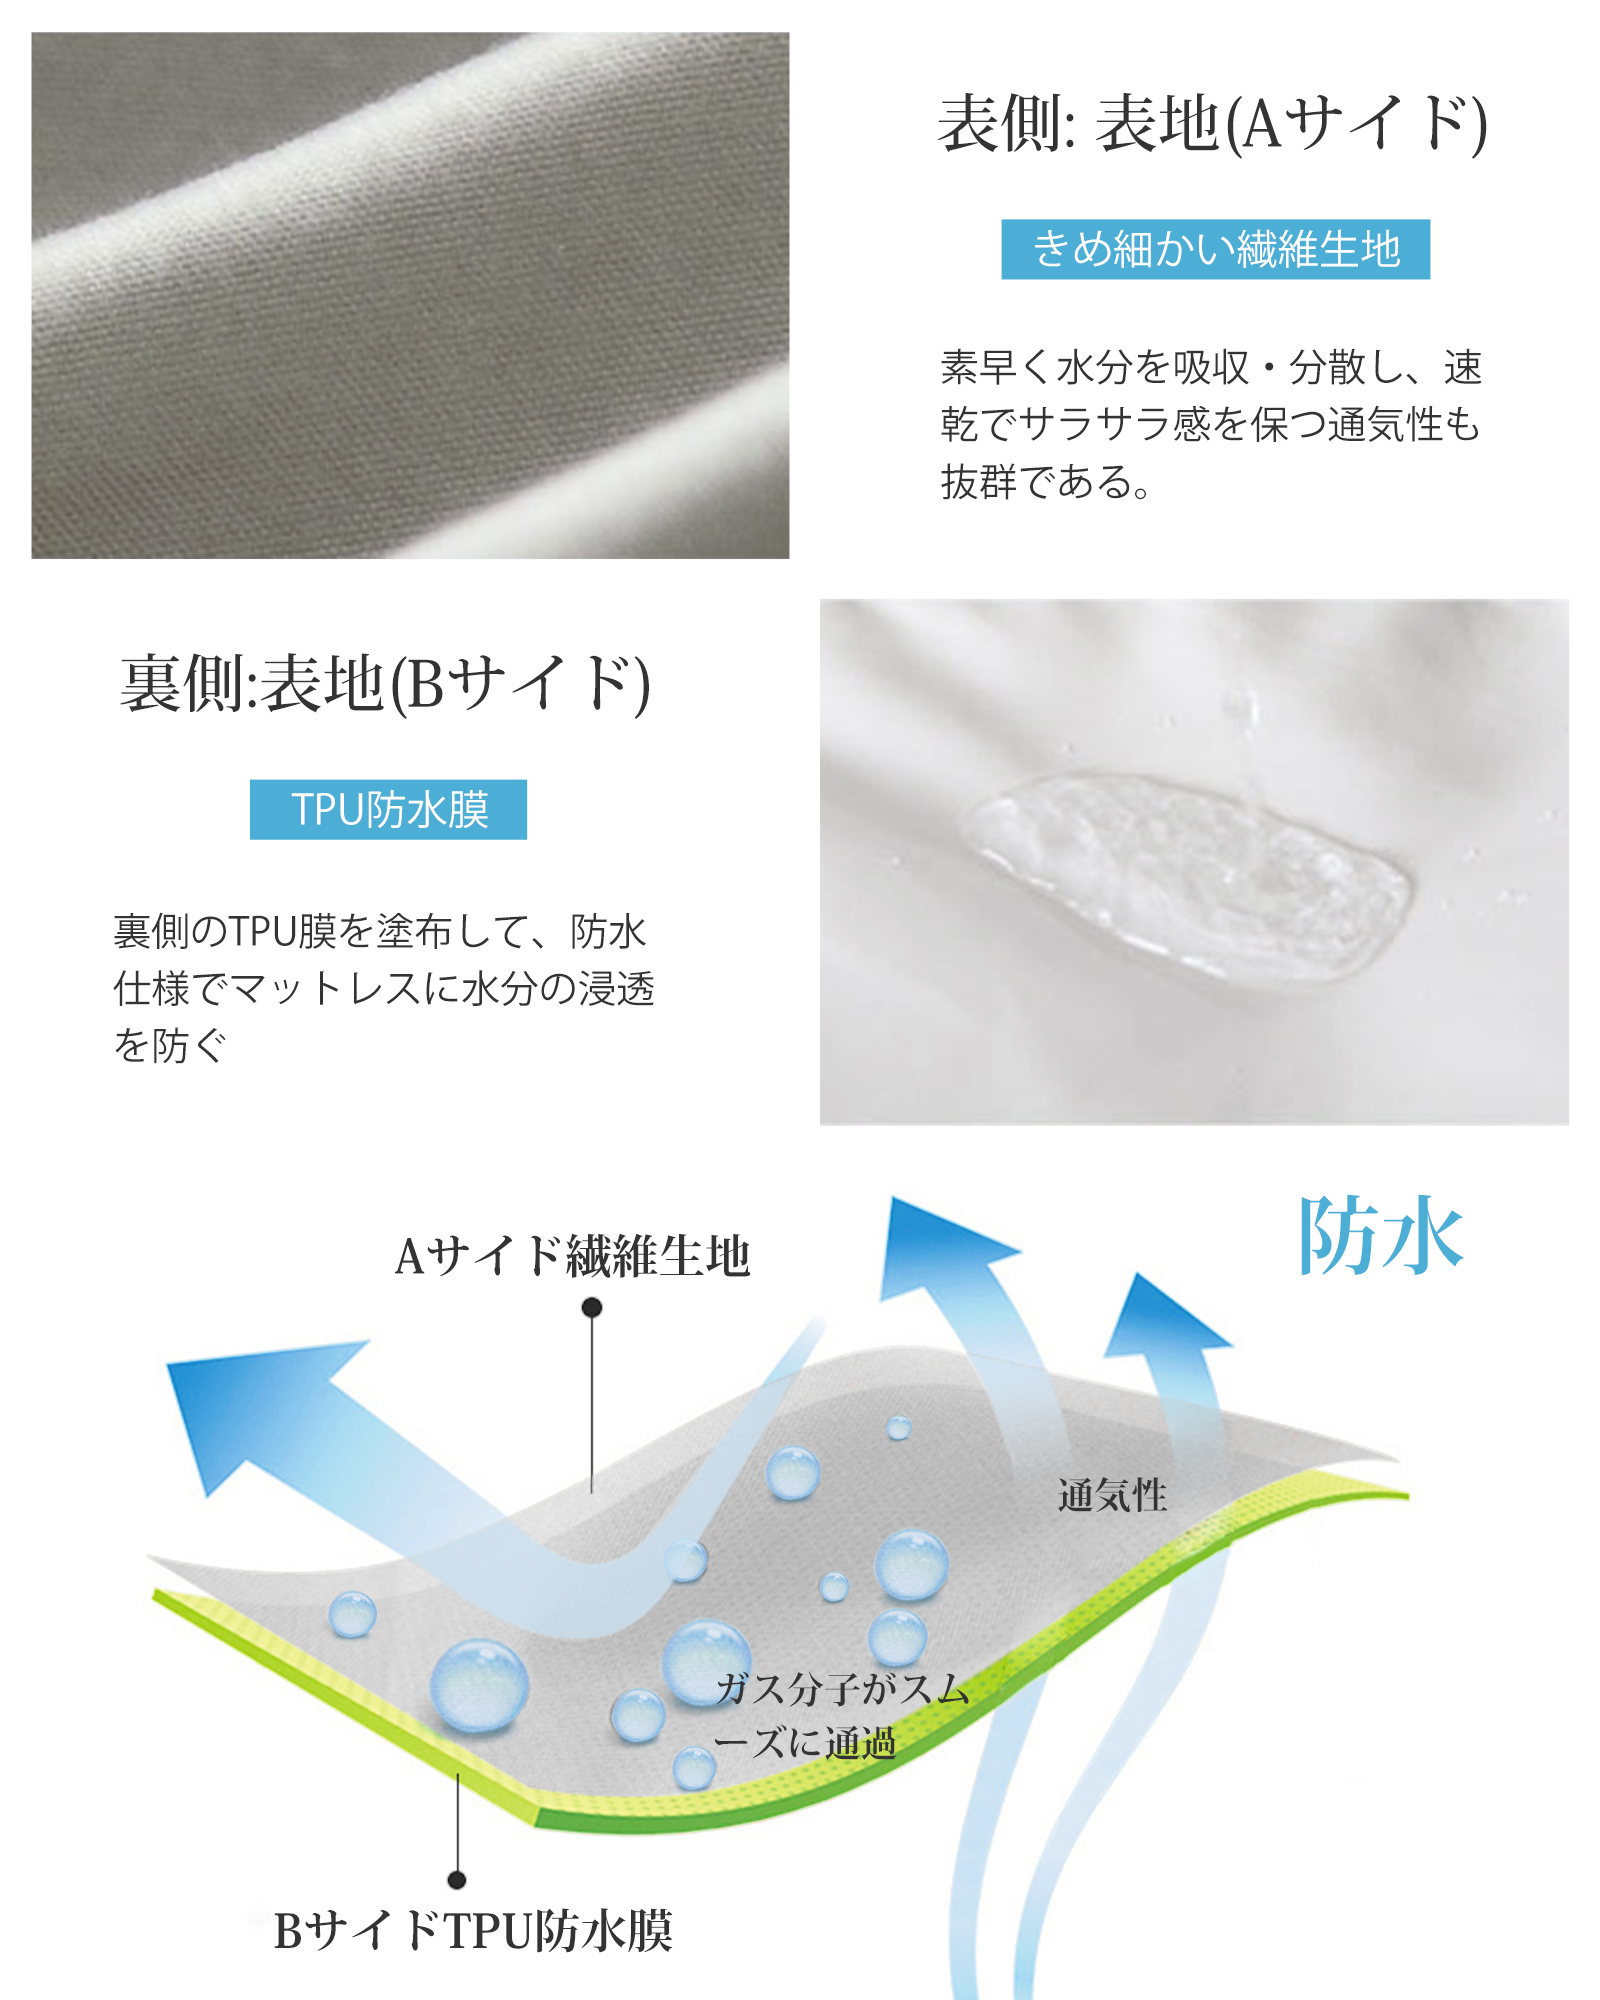 表側: 表地(Aサイド)
きめ細かい繊維生地
素早く水分を吸収・分散し、速
乾でサラサラ感を保つ通気性も
抜群である。
裏側:表地(Bサイド)
TPU防水膜
裏側のTPU膜を塗布して、防水
仕様でマットレスに水分の浸透
を防ぐ
防水
Aサイド繊維生地
通気性
ガス分子がスム
ーズに通過
BサイドTPU防水膜